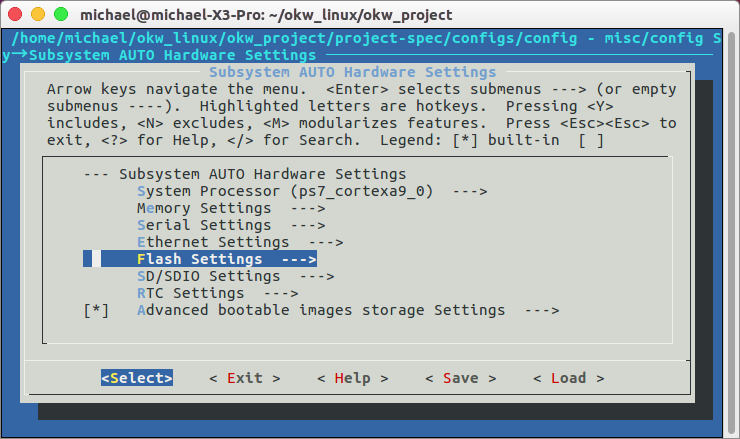 michael@michael-X3-Pro: ~/okw_linux/okw_project
/home/michael/okw_linux/okw_project/project-spec/configs/config - misc/config S
y→Subsystem AUTO Hardware Settings
Subsystem AUTO Hardware Settings
Arrow keys navigate the menu.  <Enter> selects submenus ---> (or empty
submenus ----).  Highlighted letters are hotkeys.  Pressing <Y>
includes, <N> excludes, <M> modularizes features.  Press <Esc><Esc> to
exit, <?> for Help, </> for Search.  Legend: [*] built-in  [ ]
--- Subsystem AUTO Hardware Settings
System Processor (ps7_cortexa9_0)  --->
Memory Settings  --->
Serial Settings  --->
Ethernet Settings  --->
Flash Settings  --->
SD/SDIO Settings  --->
RTC Settings  --->
[*]   Advanced bootable images storage Settings  --->
<Select>    < Exit >    < Help >    < Save >    < Load >